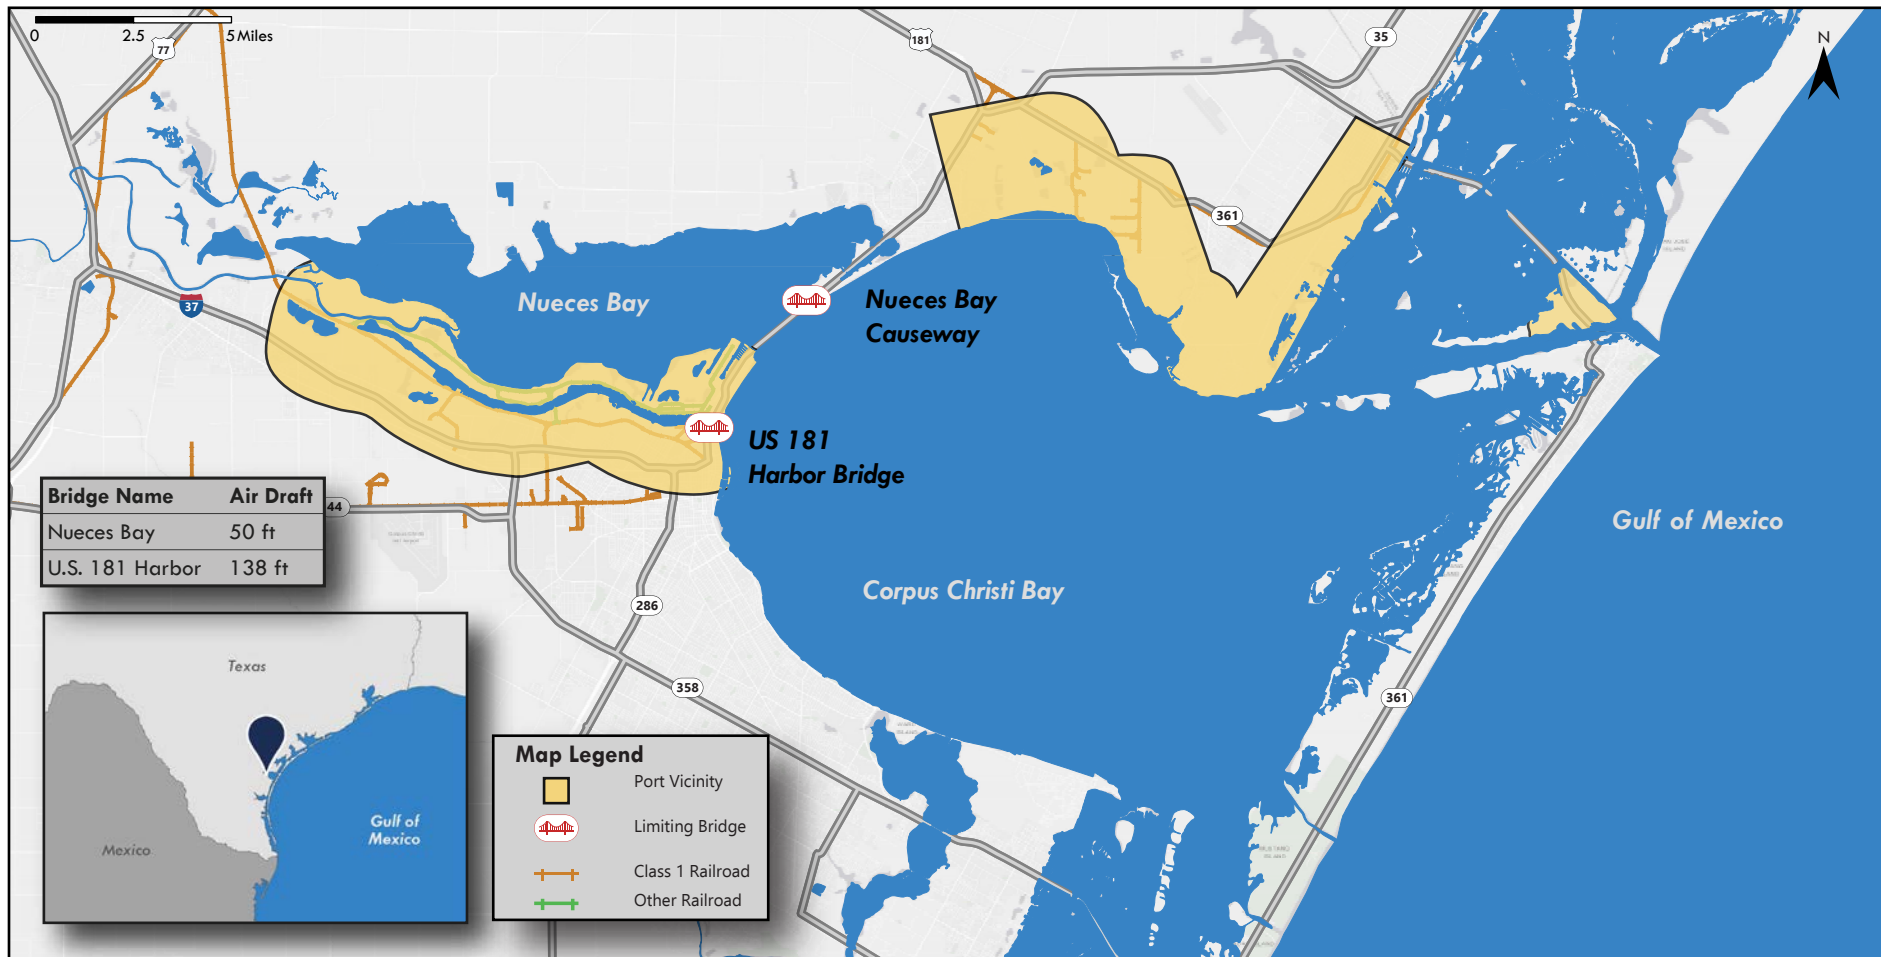 0 2.5 5 Miles
77
181
35
N
361
37
Nueces Bay
Nueces Bay
Causeway
US 181
Harbor Bridge
Bridge Name Air Draft
Nueces Bay 50 ft
U.S. 181 Harbor 138 ft
44
Gulf of Mexico
Corpus Christi Bay
286
358
361
Texas
Gulf of
Mexico
Mexico
Map Legend
Port Vicinity
Limiting Bridge
Class 1 Railroad
Other Railroad
MUSTANG
ISLAND